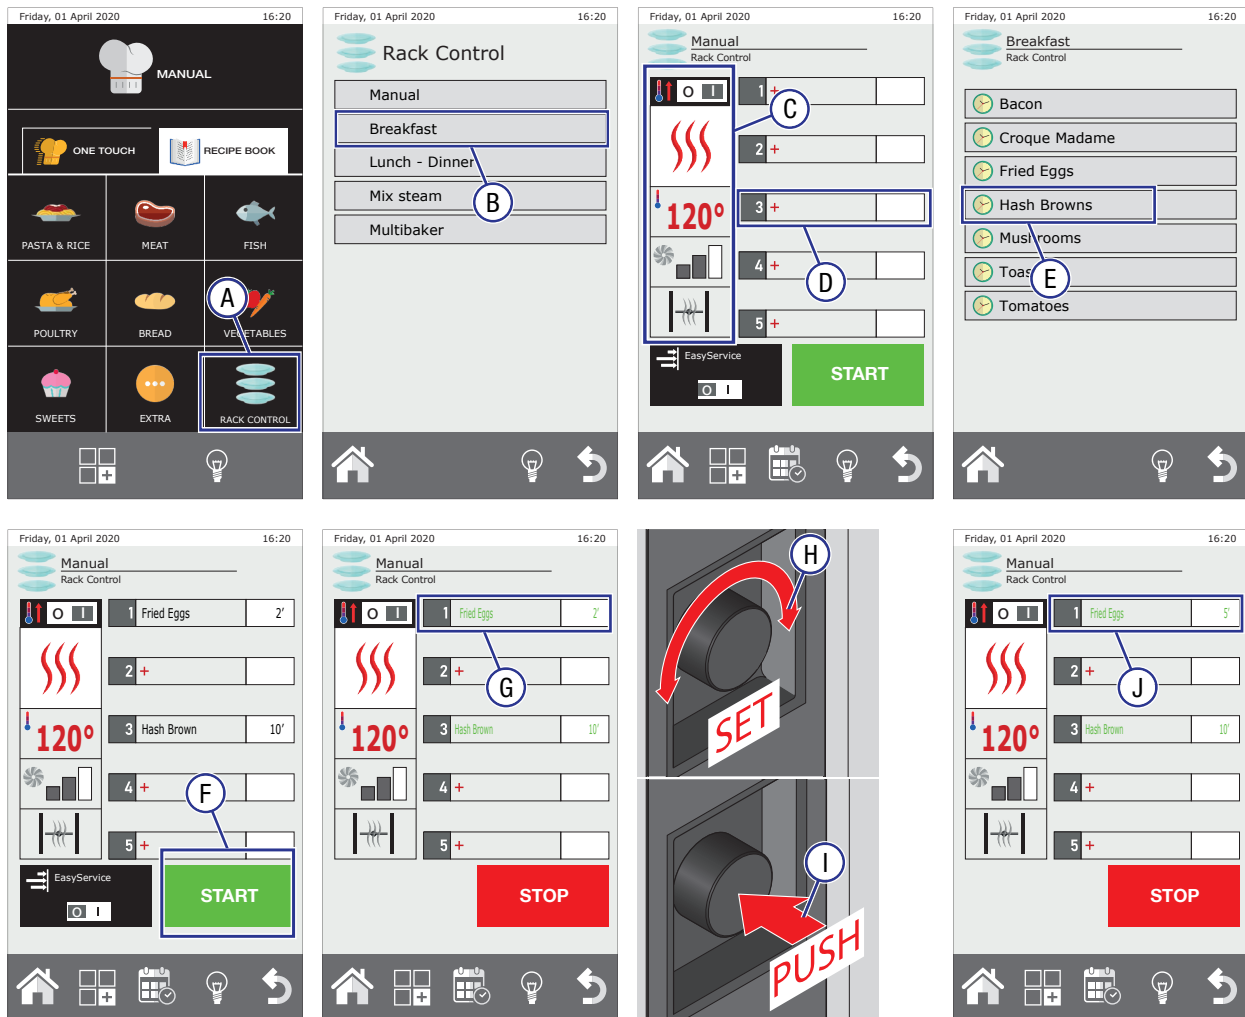 Friday, 01 April 2020 16:20
MANUAL
ONE TOUCH
RECIPE BOOK
PASTA & RICE
MEAT
FISH
A
POULTRY
BREAD
VEGETABLES
SWEETS
EXTRA
RACK CONTROL
Friday, 01 April 2020 16:20
Rack Control
Manual
Breakfast
Lunch - Dinner
Mix steam
B
Multibaker
Friday, 01 April 2020 16:20
Manual
Rack Control
O I
1 +
C
2 +
120°
3 +
4 +
D
5 +
EasyService
O I
START
Friday, 01 April 2020 16:20
Breakfast
Rack Control
Bacon
Croque Madame
Fried Eggs
Hash Browns
Mushrooms
Toas
E
Tomatoes
Friday, 01 April 2020 16:20
Manual
Rack Control
O I
1 Fried Eggs 2'
2 +
120°
3 Hash Brown 10'
4 +
F
5 +
EasyService
O I
START
Friday, 01 April 2020 16:20
Manual
Rack Control
O I
1 Fried Eggs 2'
2 +
G
120°
3 Hash Brown 10'
4 +
5 +
STOP
H
SET
I
PUSH
Friday, 01 April 2020 16:20
Manual
Rack Control
O I
1 Fried Eggs 5'
2 +
J
120°
3 Hash Brown 10'
4 +
5 +
STOP